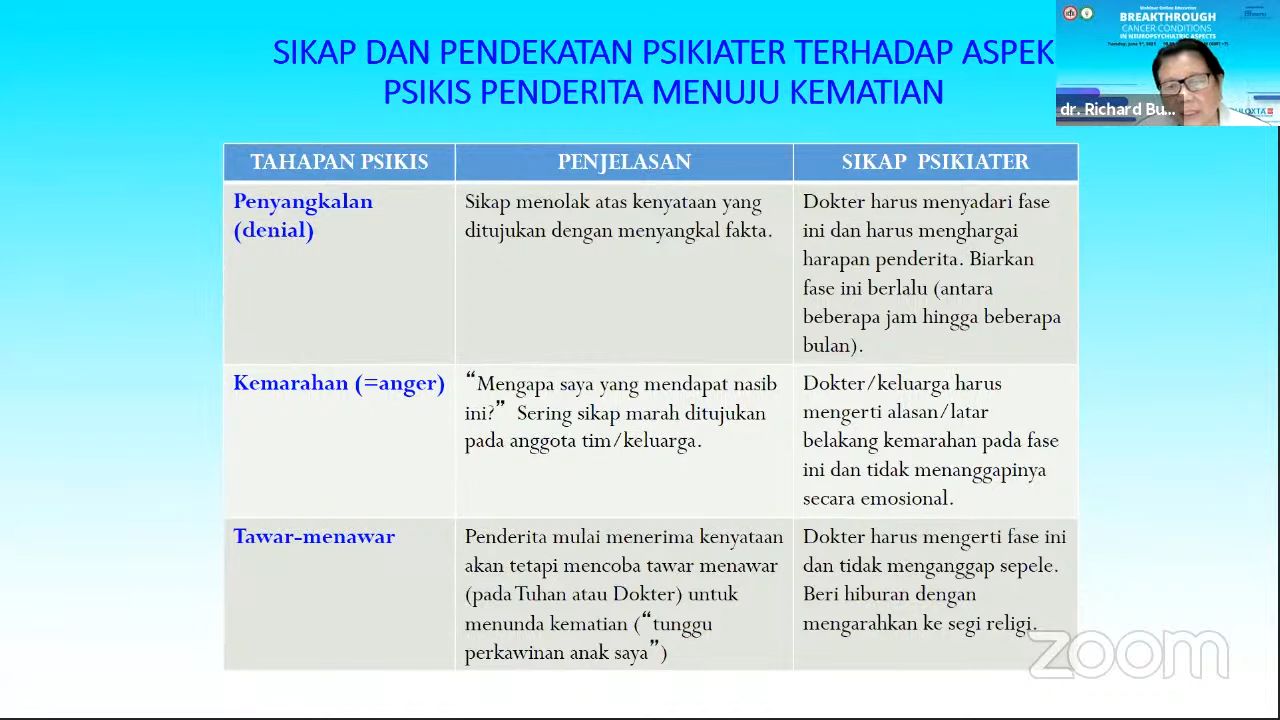 SIKAP DAN PENDEKATAN PSIKIATER TERHADAP ASPEK
PSIKIS PENDERITA MENUJU KEMATIAN
BREAKTHROUGH
CANCER CONDITIONS
IN NEUROPSYCHIATRIC ASPECTS
dr. Richard Bu...
TAHAPAN PSIKIS
PENJELASAN
SIKAP PSIKIATER
Penyangkalan
(denial)
Sikap menolak atas kenyataan yang
ditujukan dengan menyangkal fakta.
Dokter harus menyadari fase
ini dan harus menghargai
harapan penderita. Biarkan
fase ini berlalu (antara
beberapa jam hingga beberapa
bulan).
Kemarahan (=anger)
“Mengapa saya yang mendapat nasib
ini?” Sering sikap marah ditujukan
pada anggota tim/keluarga.
Dokter/keluarga harus
mengerti alasan/latar
belakang kemarahan pada fase
ini dan tidak menanggapinya
secara emosional.
Tawar-menawar
Penderita mulai menerima kenyataan
akan tetapi mencoba tawar menawar
(pada Tuhan atau Dokter) untuk
menunda kematian (“tunggu
perkawinan anak saya”)
Dokter harus mengerti fase ini
dan tidak menganggap sepele.
Beri hiburan dengan
mengarahkan ke segi religi.
zoom